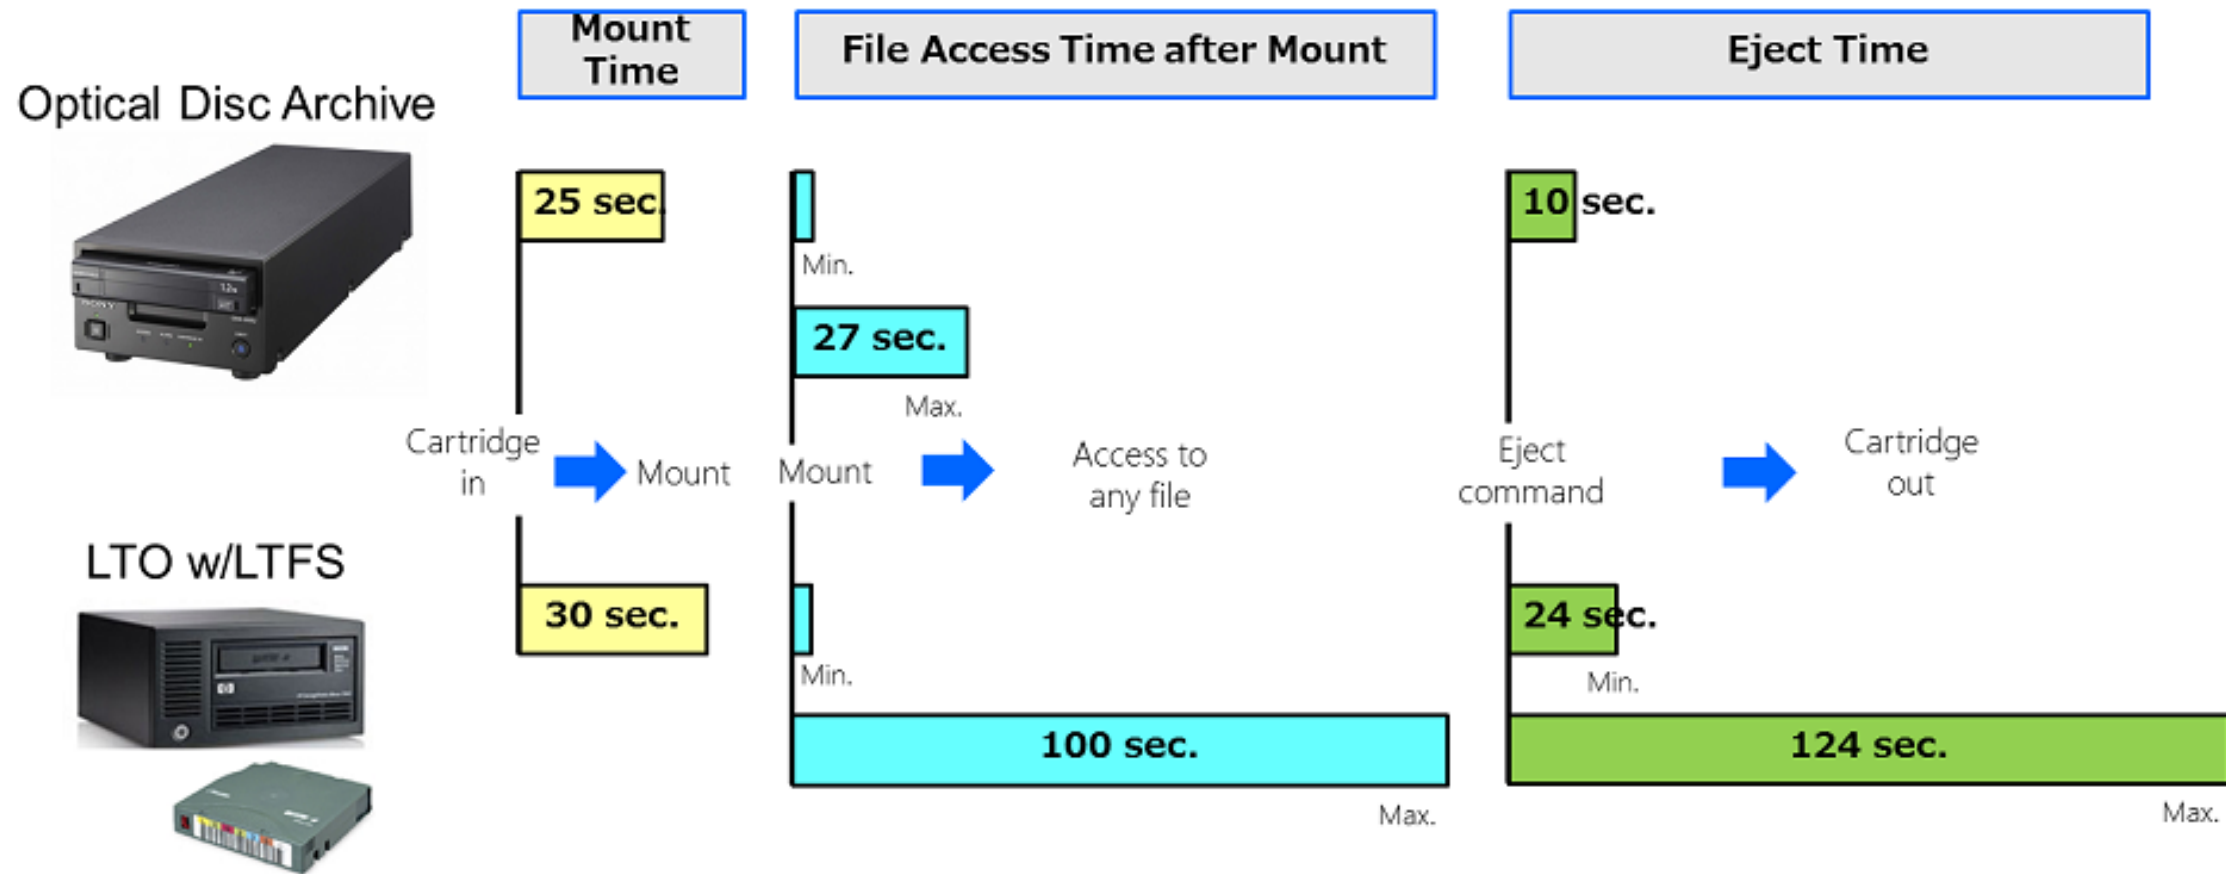 Mount
Time
File Access Time after Mount
Eject Time
Optical Disc Archive
25 sec.
10 sec.
Min.
27 sec.
Max.
SONY
Cartridge
in
Mount
Mount
Access to
any file
Eject
command
Cartridge
out
LTO w/LTFS
30 sec.
24 sec.
Min.
Min.
100 sec.
124 sec.
Max.
Max.
hp